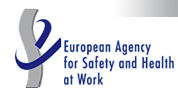 European Agency
for Safety and Health
at Work